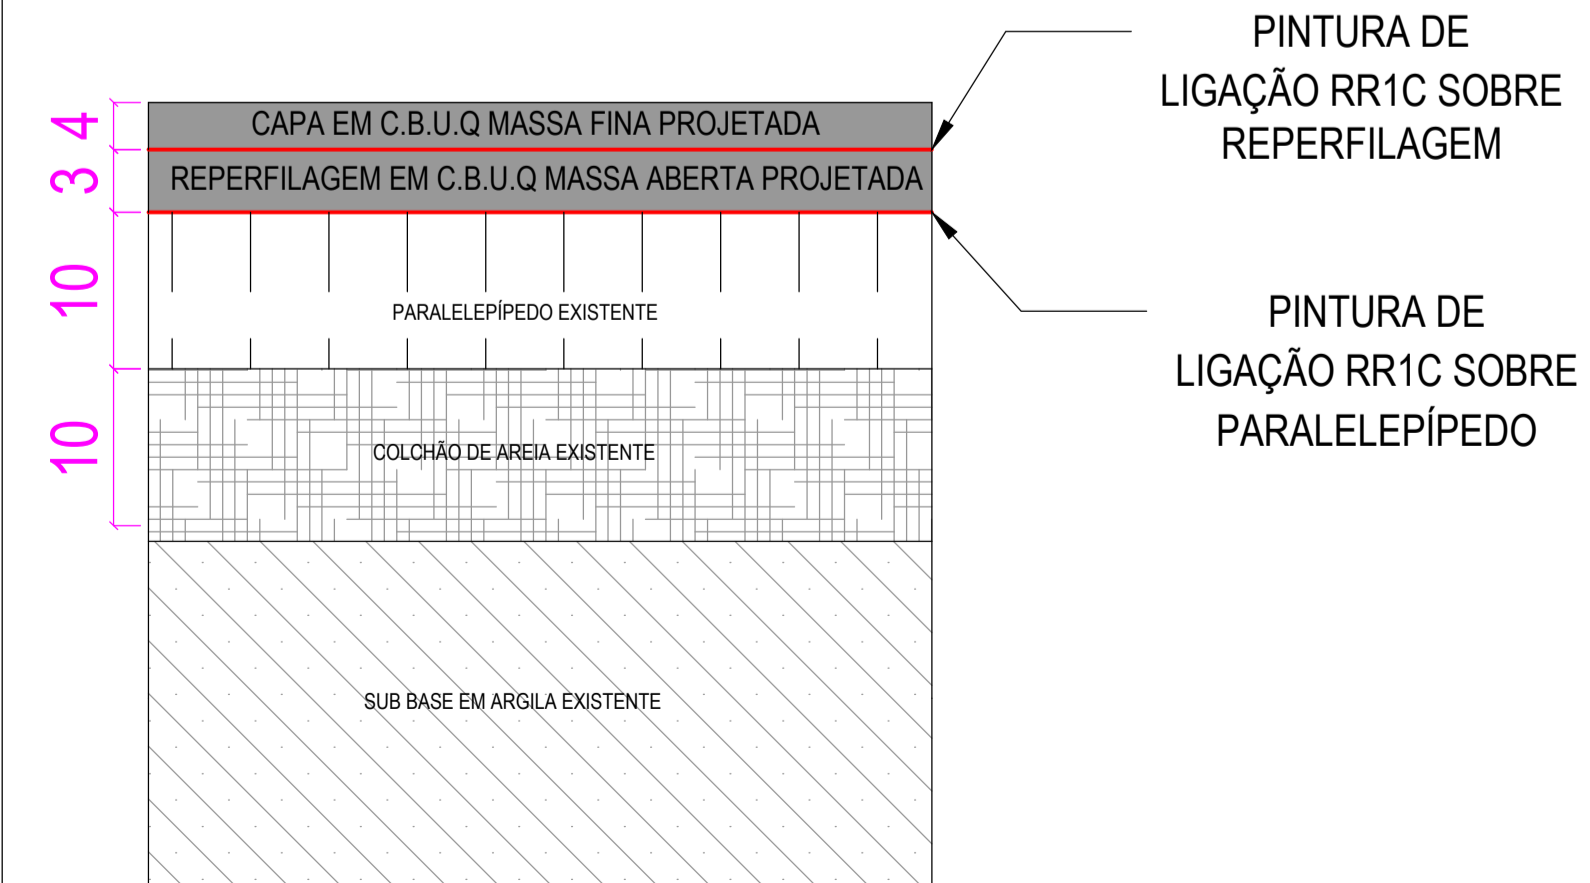 PINTURA DE
LIGAÇÃO RR1C SOBRE
REPERFILAGEM
4
CAPA EM C.B.U.Q MASSA FINA PROJETADA
3
REPERFILAGEM EM C.B.U.Q MASSA ABERTA PROJETADA
10
PARALELEPÍPEDO EXISTENTE
PINTURA DE
LIGAÇÃO RR1C SOBRE
PARALELEPÍPEDO
10
COLCHÃO DE AREIA EXISTENTE
SUB BASE EM ARGILA EXISTENTE